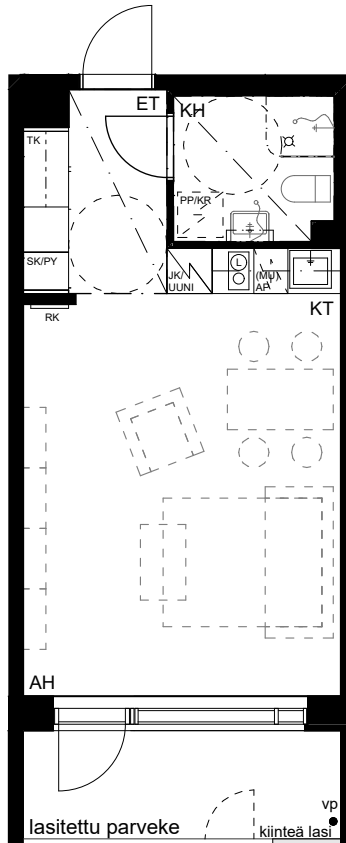 ET
KH
TK
PP/KR
SK/PY
JK/
UUNI
L
(MU)
AP
RK
KT
AH
vp
lasitettu parveke
kiinteä lasi